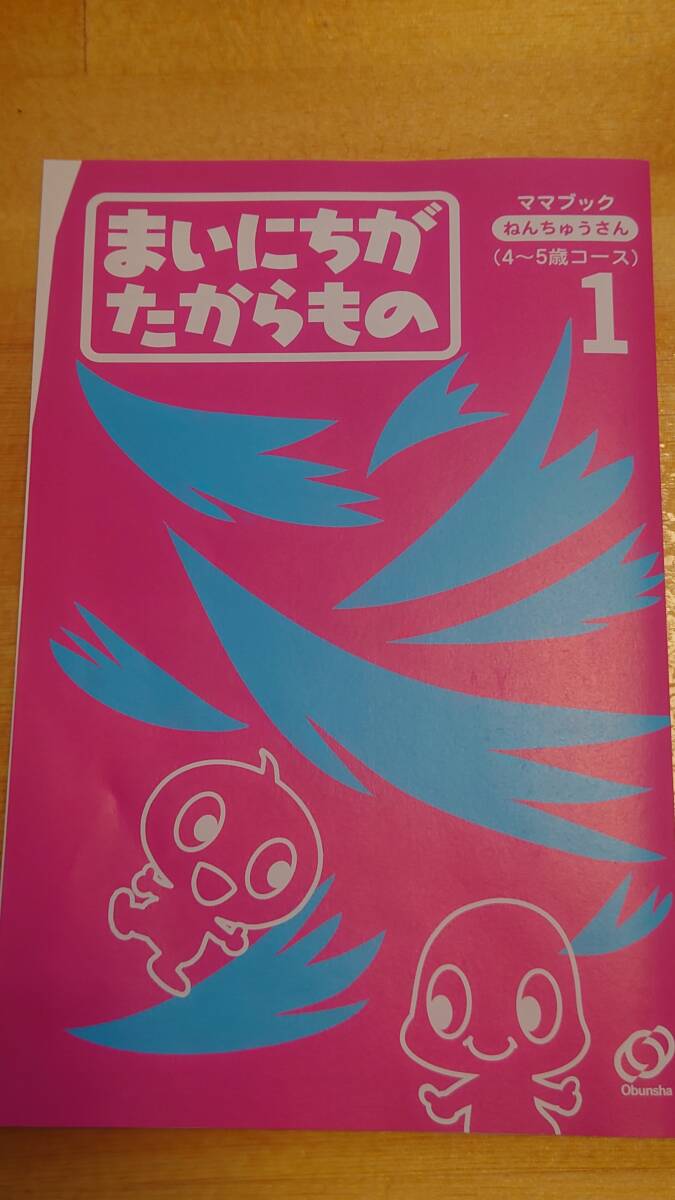 まいにちが
たからもの
ママブック
ねんちゅうさん
(4〜5歳コース)
1
Obunsha